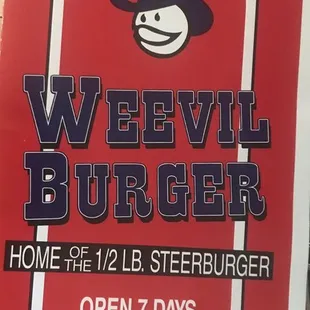 WEEVIL
BURGER
HOME OF THE 1/2 LB. STEERBURGER
OPEN 7 DAYS